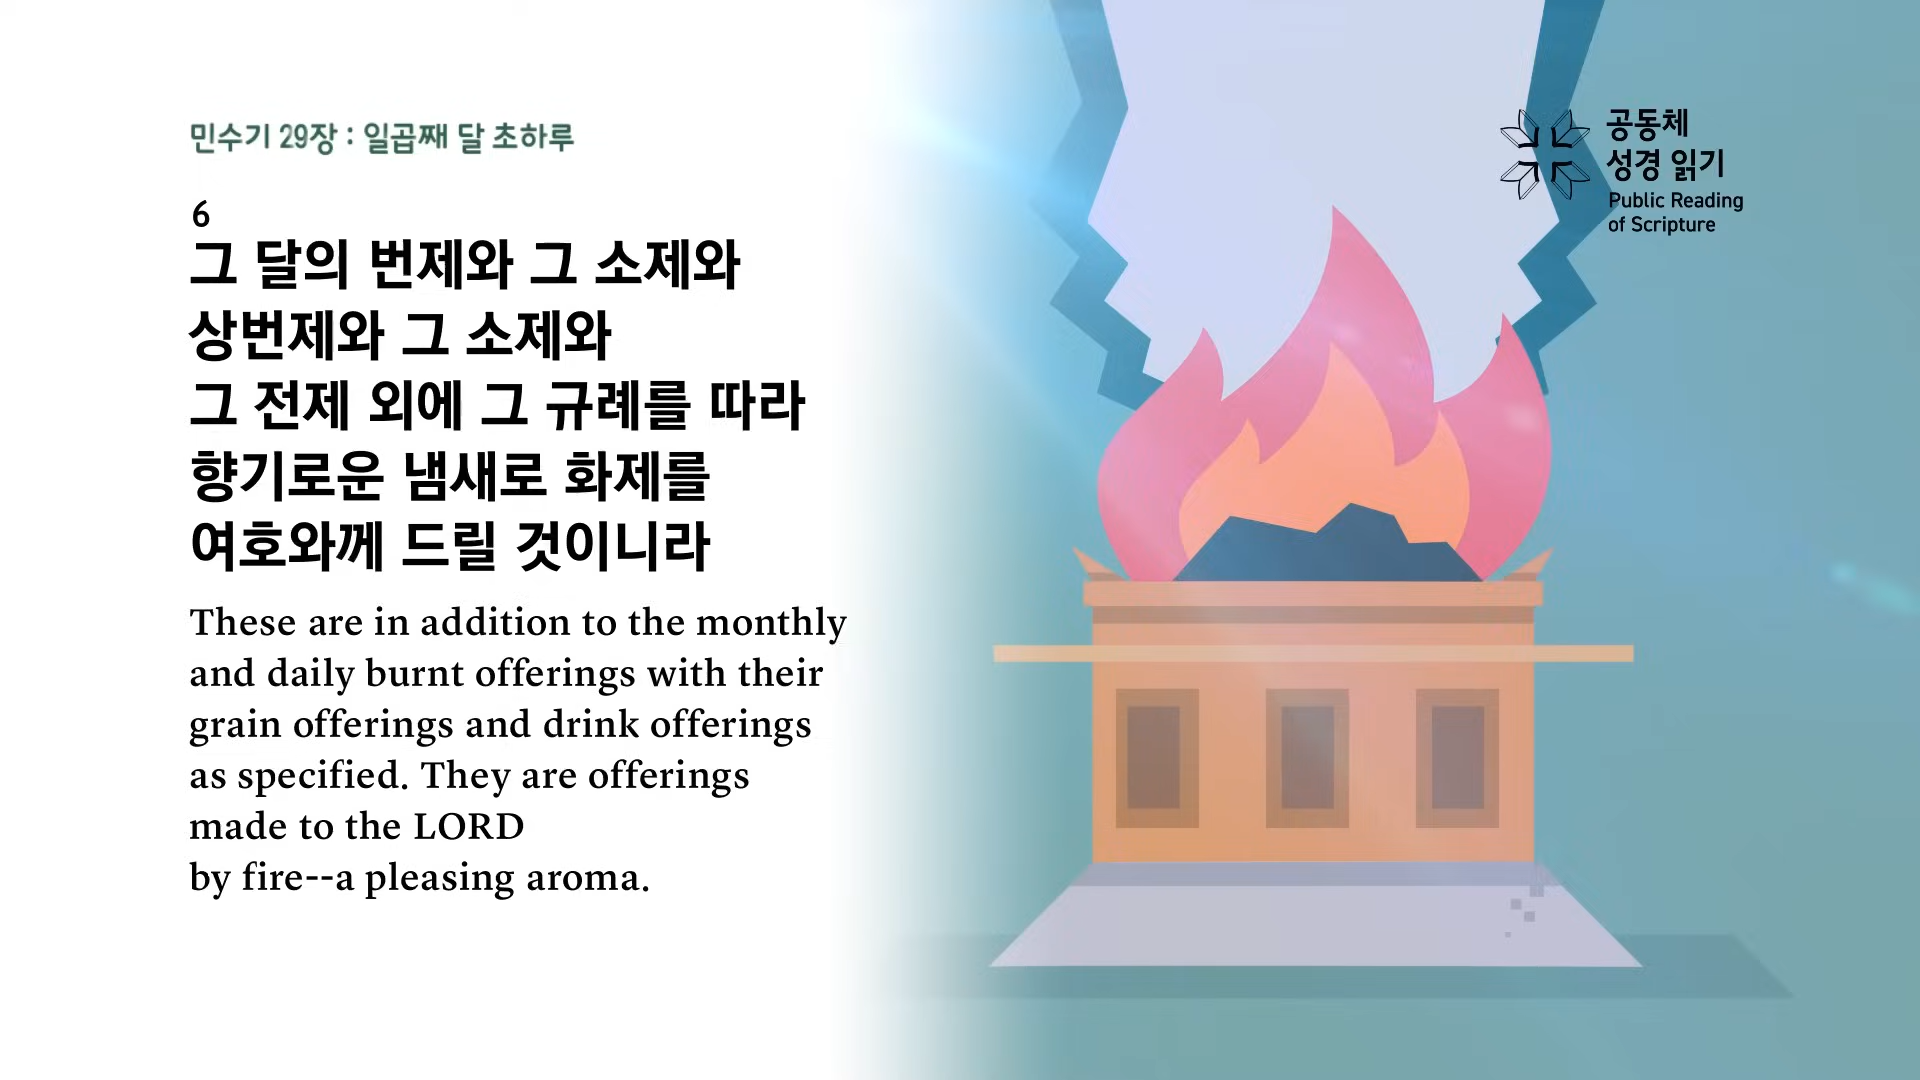 민수기 29장 : 일곱째 달 초하루
6
그 달의 번제와 그 소제와
상번제와 그 소제와
그 전제 외에 그 규례를 따라
향기로운 냄새로 화제를
여호와께 드릴 것이니라
These are in addition to the monthly
and daily burnt offerings with their
grain offerings and drink offerings
as specified. They are offerings
made to the LORD
by fire--a pleasing aroma.
공동체
성경 읽기
Public Reading
of Scripture